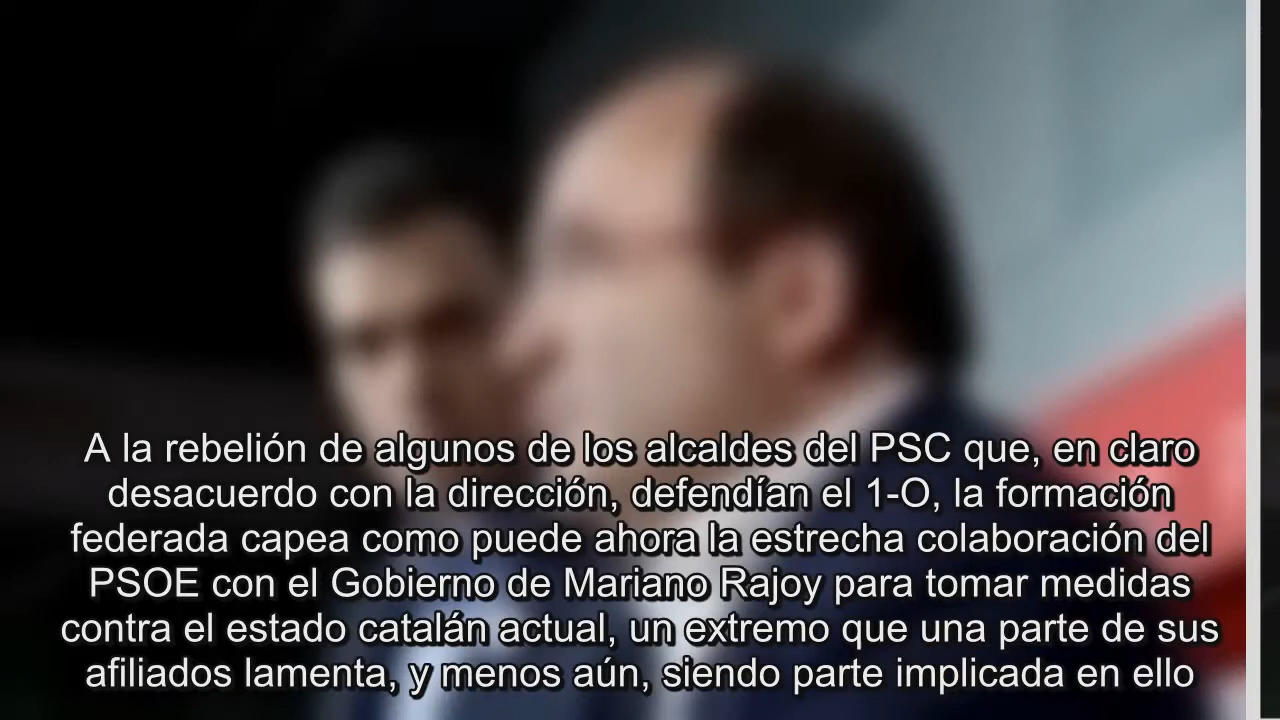 A la rebelión de algunos de los alcaldes del PSC que, en claro
desacuerdo con la dirección, defendían el 1-O, la formación
federada capea como puede ahora la estrecha colaboración del
PSOE con el Gobierno de Mariano Rajoy para tomar medidas
contra el estado catalán actual, un extremo que una parte de sus
afiliados lamenta, y menos aún, siendo parte implicada en ello